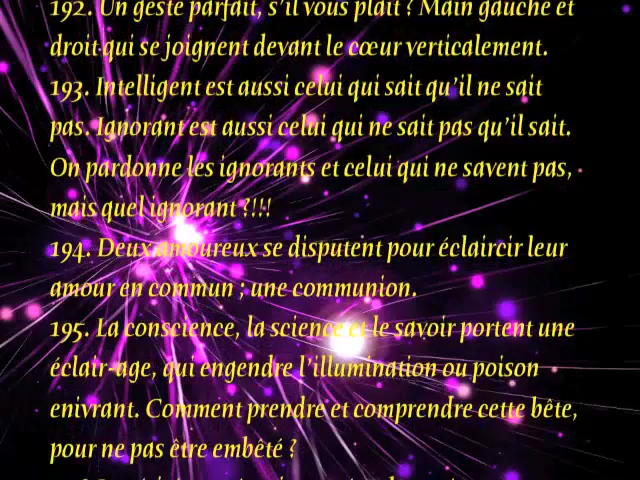 192. Un geste parfait, s'il vous plaît ? Main gauche et
droit qui se joignent devant le cœur verticalement.
193. Intelligent est aussi celui qui sait qu'il ne sait
pas. Ignorant est aussi celui qui ne sait pas qu'il sait.
On pardonne les ignorants et celui qui ne savent pas,
mais quel ignorant ?!!!
194. Deux amoureux se disputent pour éclaircir leur
amour en commun ; une communion.
195. La conscience, la science et le savoir portent une
éclair-age, qui engendre l'illumination ou poison
enivrant. Comment prendre et comprendre cette bête,
pour ne pas être embêté ?